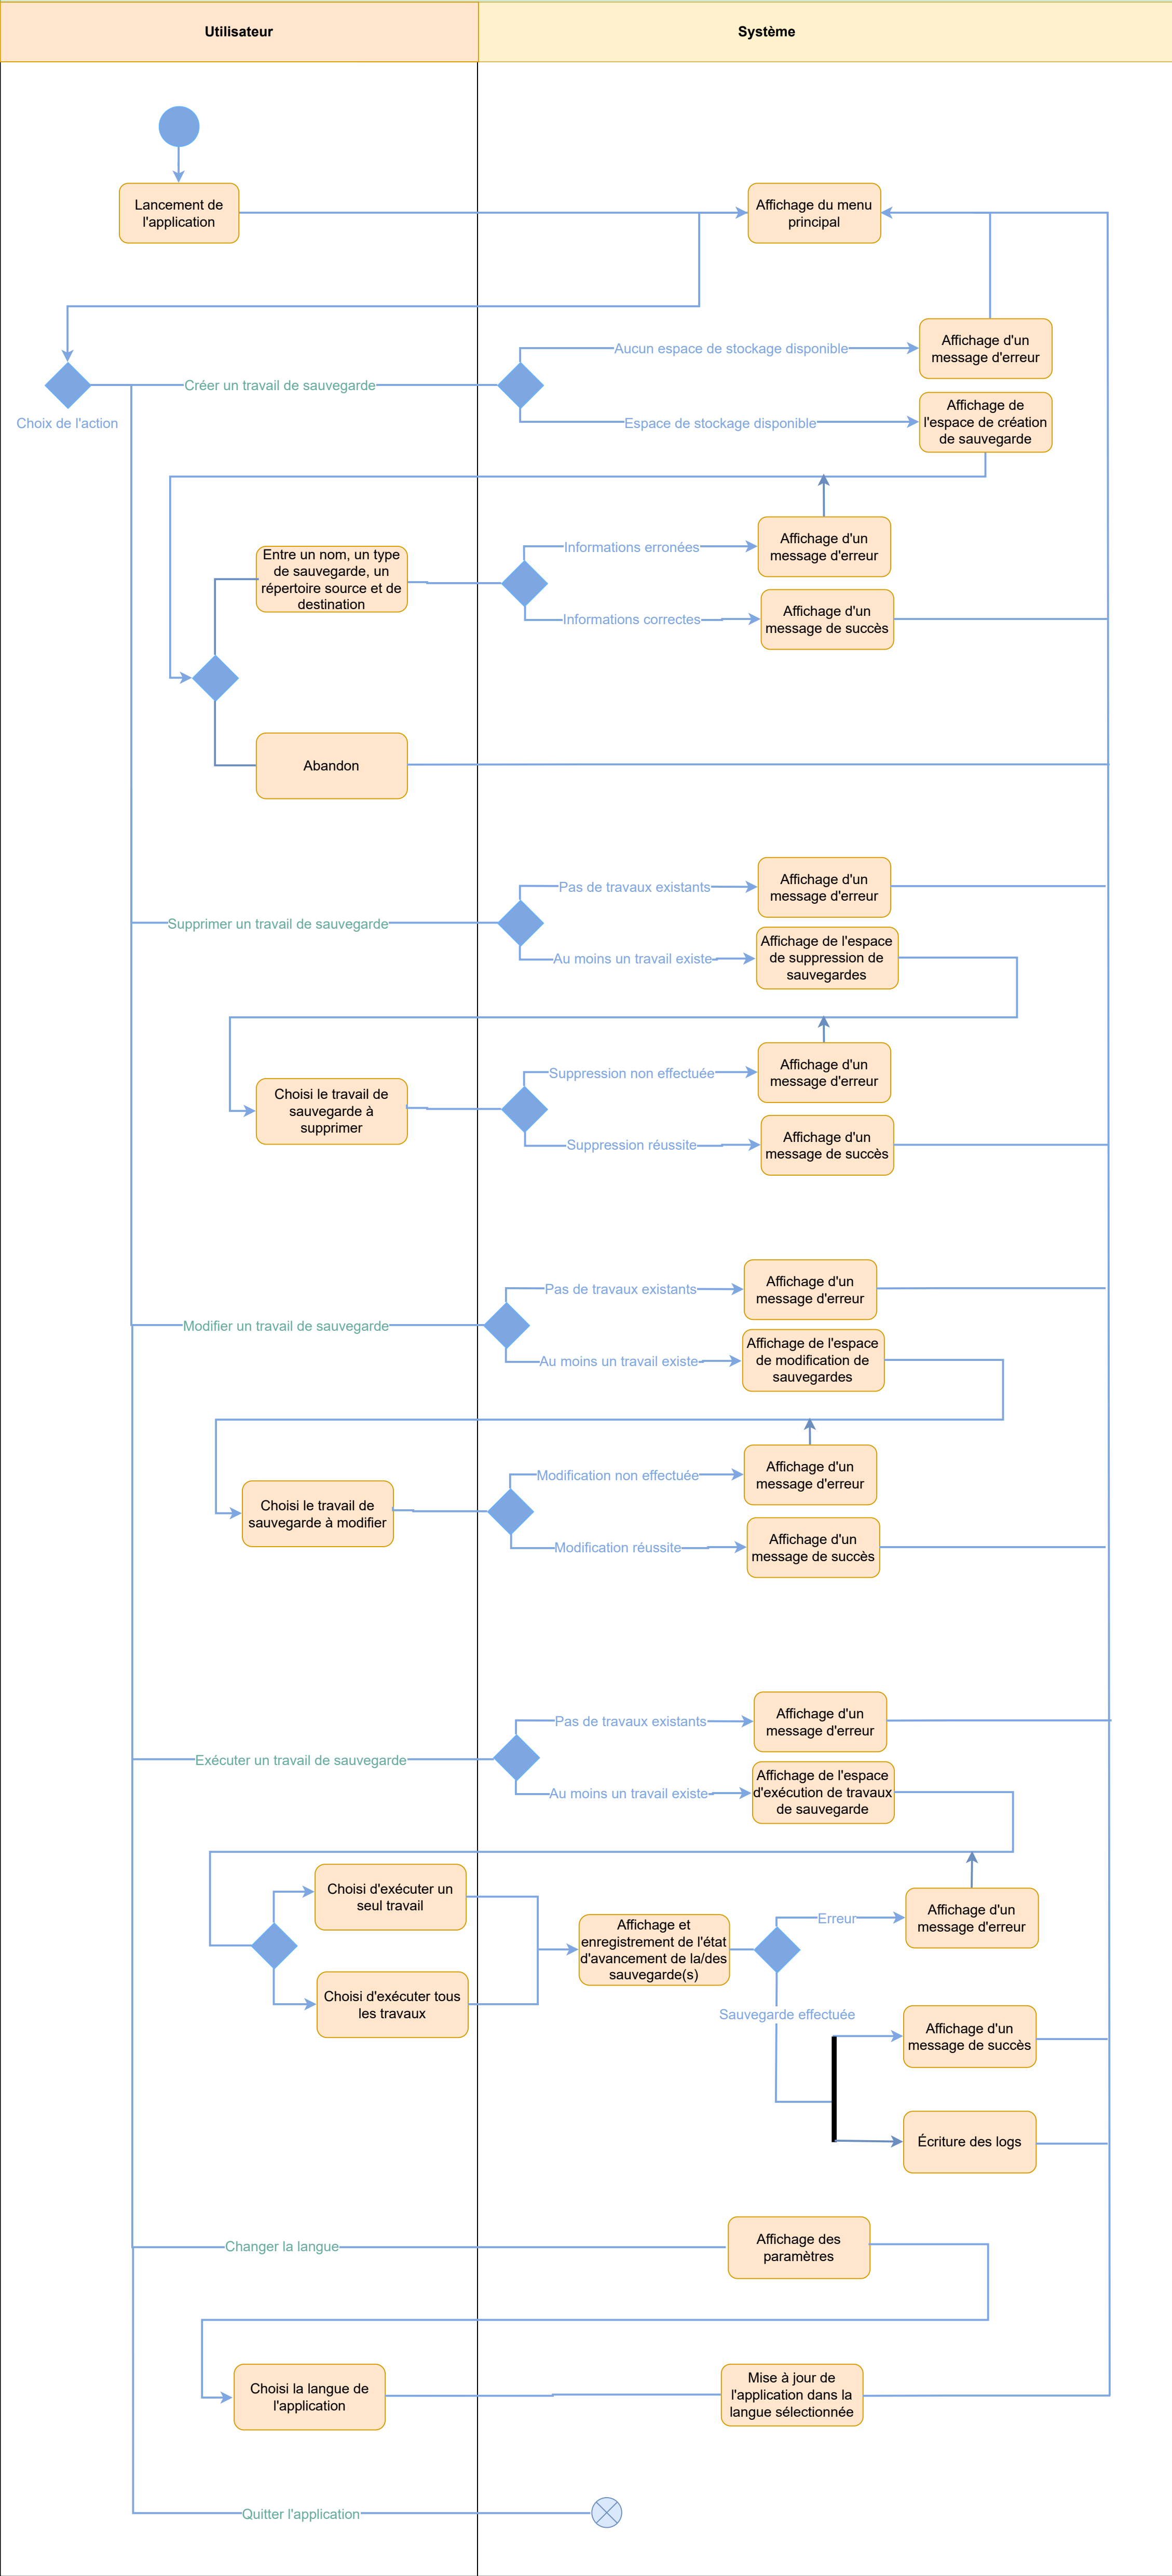 Utilisateur
Système
Lancement de
l'application
Affichage du menu
principal
Aucun espace de stockage disponible
Affichage d'un
message d'erreur
Créer un travail de sauvegarde
Choix de l'action
Espace de stockage disponible
Affichage de
l'espace de création
de sauvegarde
Entre un nom, un type
de sauvegarde, un
répertoire source et de
destination
Informations erronées
Affichage d'un
message d'erreur
Informations correctes
Affichage d'un
message de succès
Abandon
Pas de travaux existants
Affichage d'un
message d'erreur
Supprimer un travail de sauvegarde
Au moins un travail existe
Affichage de l'espace
de suppression de
sauvegardes
Suppression non effectuée
Affichage d'un
message d'erreur
Choisi le travail de
sauvegarde à
supprimer
Suppression réussite
Affichage d'un
message de succès
Pas de travaux existants
Affichage d'un
message d'erreur
Modifier un travail de sauvegarde
Au moins un travail existe
Affichage de l'espace
de modification de
sauvegardes
Modification non effectuée
Affichage d'un
message d'erreur
Choisi le travail de
sauvegarde à modifier
Modification réussite
Affichage d'un
message de succès
Pas de travaux existants
Affichage d'un
message d'erreur
Exécuter un travail de sauvegarde
Au moins un travail existe
Affichage de l'espace
d'exécution de travaux
de sauvegarde
Choisi d'exécuter un
seul travail
Affichage et
enregistrement de l'état
d'avancement de la/des
sauvegarde(s)
Erreur
Affichage d'un
message d'erreur
Choisi d'exécuter tous
les travaux
Sauvegarde effectuée
Affichage d'un
message de succès
Écriture des logs
Changer la langue
Affichage des
paramètres
Choisi la langue de
l'application
Mise à jour de
l'application dans la
langue sélectionnée
Quitter l'application